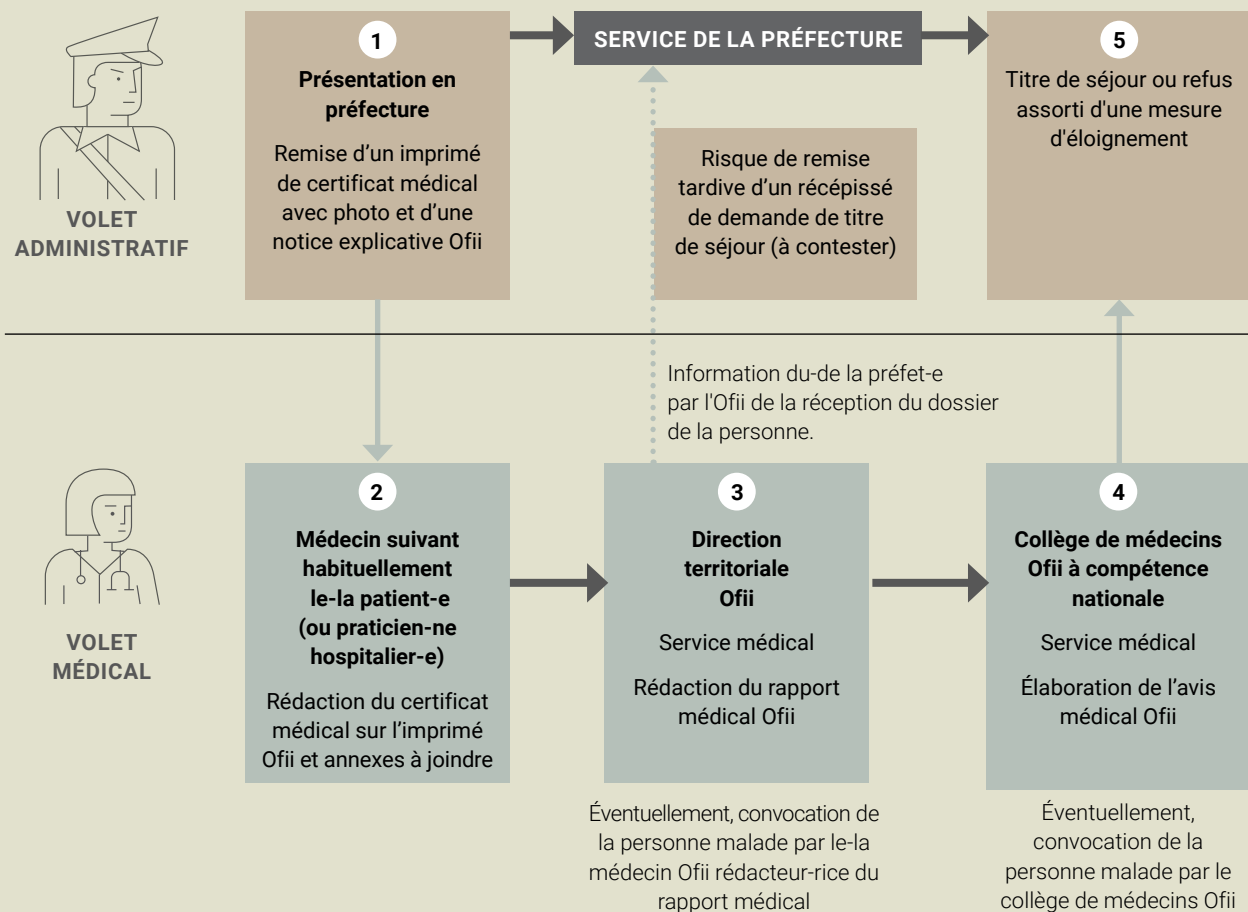 VOLET
ADMINISTRATIF
1
Présentation en
préfecture
Remise d’un imprimé
de certificat médical
avec photo et d’une
notice explicative Ofii
SERVICE DE LA PRÉFECTURE
Risque de remise
tardive d’un récépissé
de demande de titre
de séjour (à contester)
5
Titre de séjour ou refus
assorti d'une mesure
d'éloignement
Information du-de la préfet-e
par l'Ofii de la réception du dossier
de la personne.
VOLET
MÉDICAL
2
Médecin suivant
habituellement
le-la patient-e
(ou praticien-ne
hospitalier-e)
Rédaction du certificat
médical sur l’imprimé
Ofii et annexes à joindre
3
Direction
territoriale
Ofii
Service médical
Rédaction du rapport
médical Ofii
Éventuellement, convocation de
la personne malade par le-la
médecin Ofii rédacteur-rice du
rapport médical
4
Collège de médecins
Ofii à compétence
nationale
Service médical
Élaboration de l’avis
médical Ofii
Éventuellement,
convocation de la
personne malade par le
collège de médecins Ofii